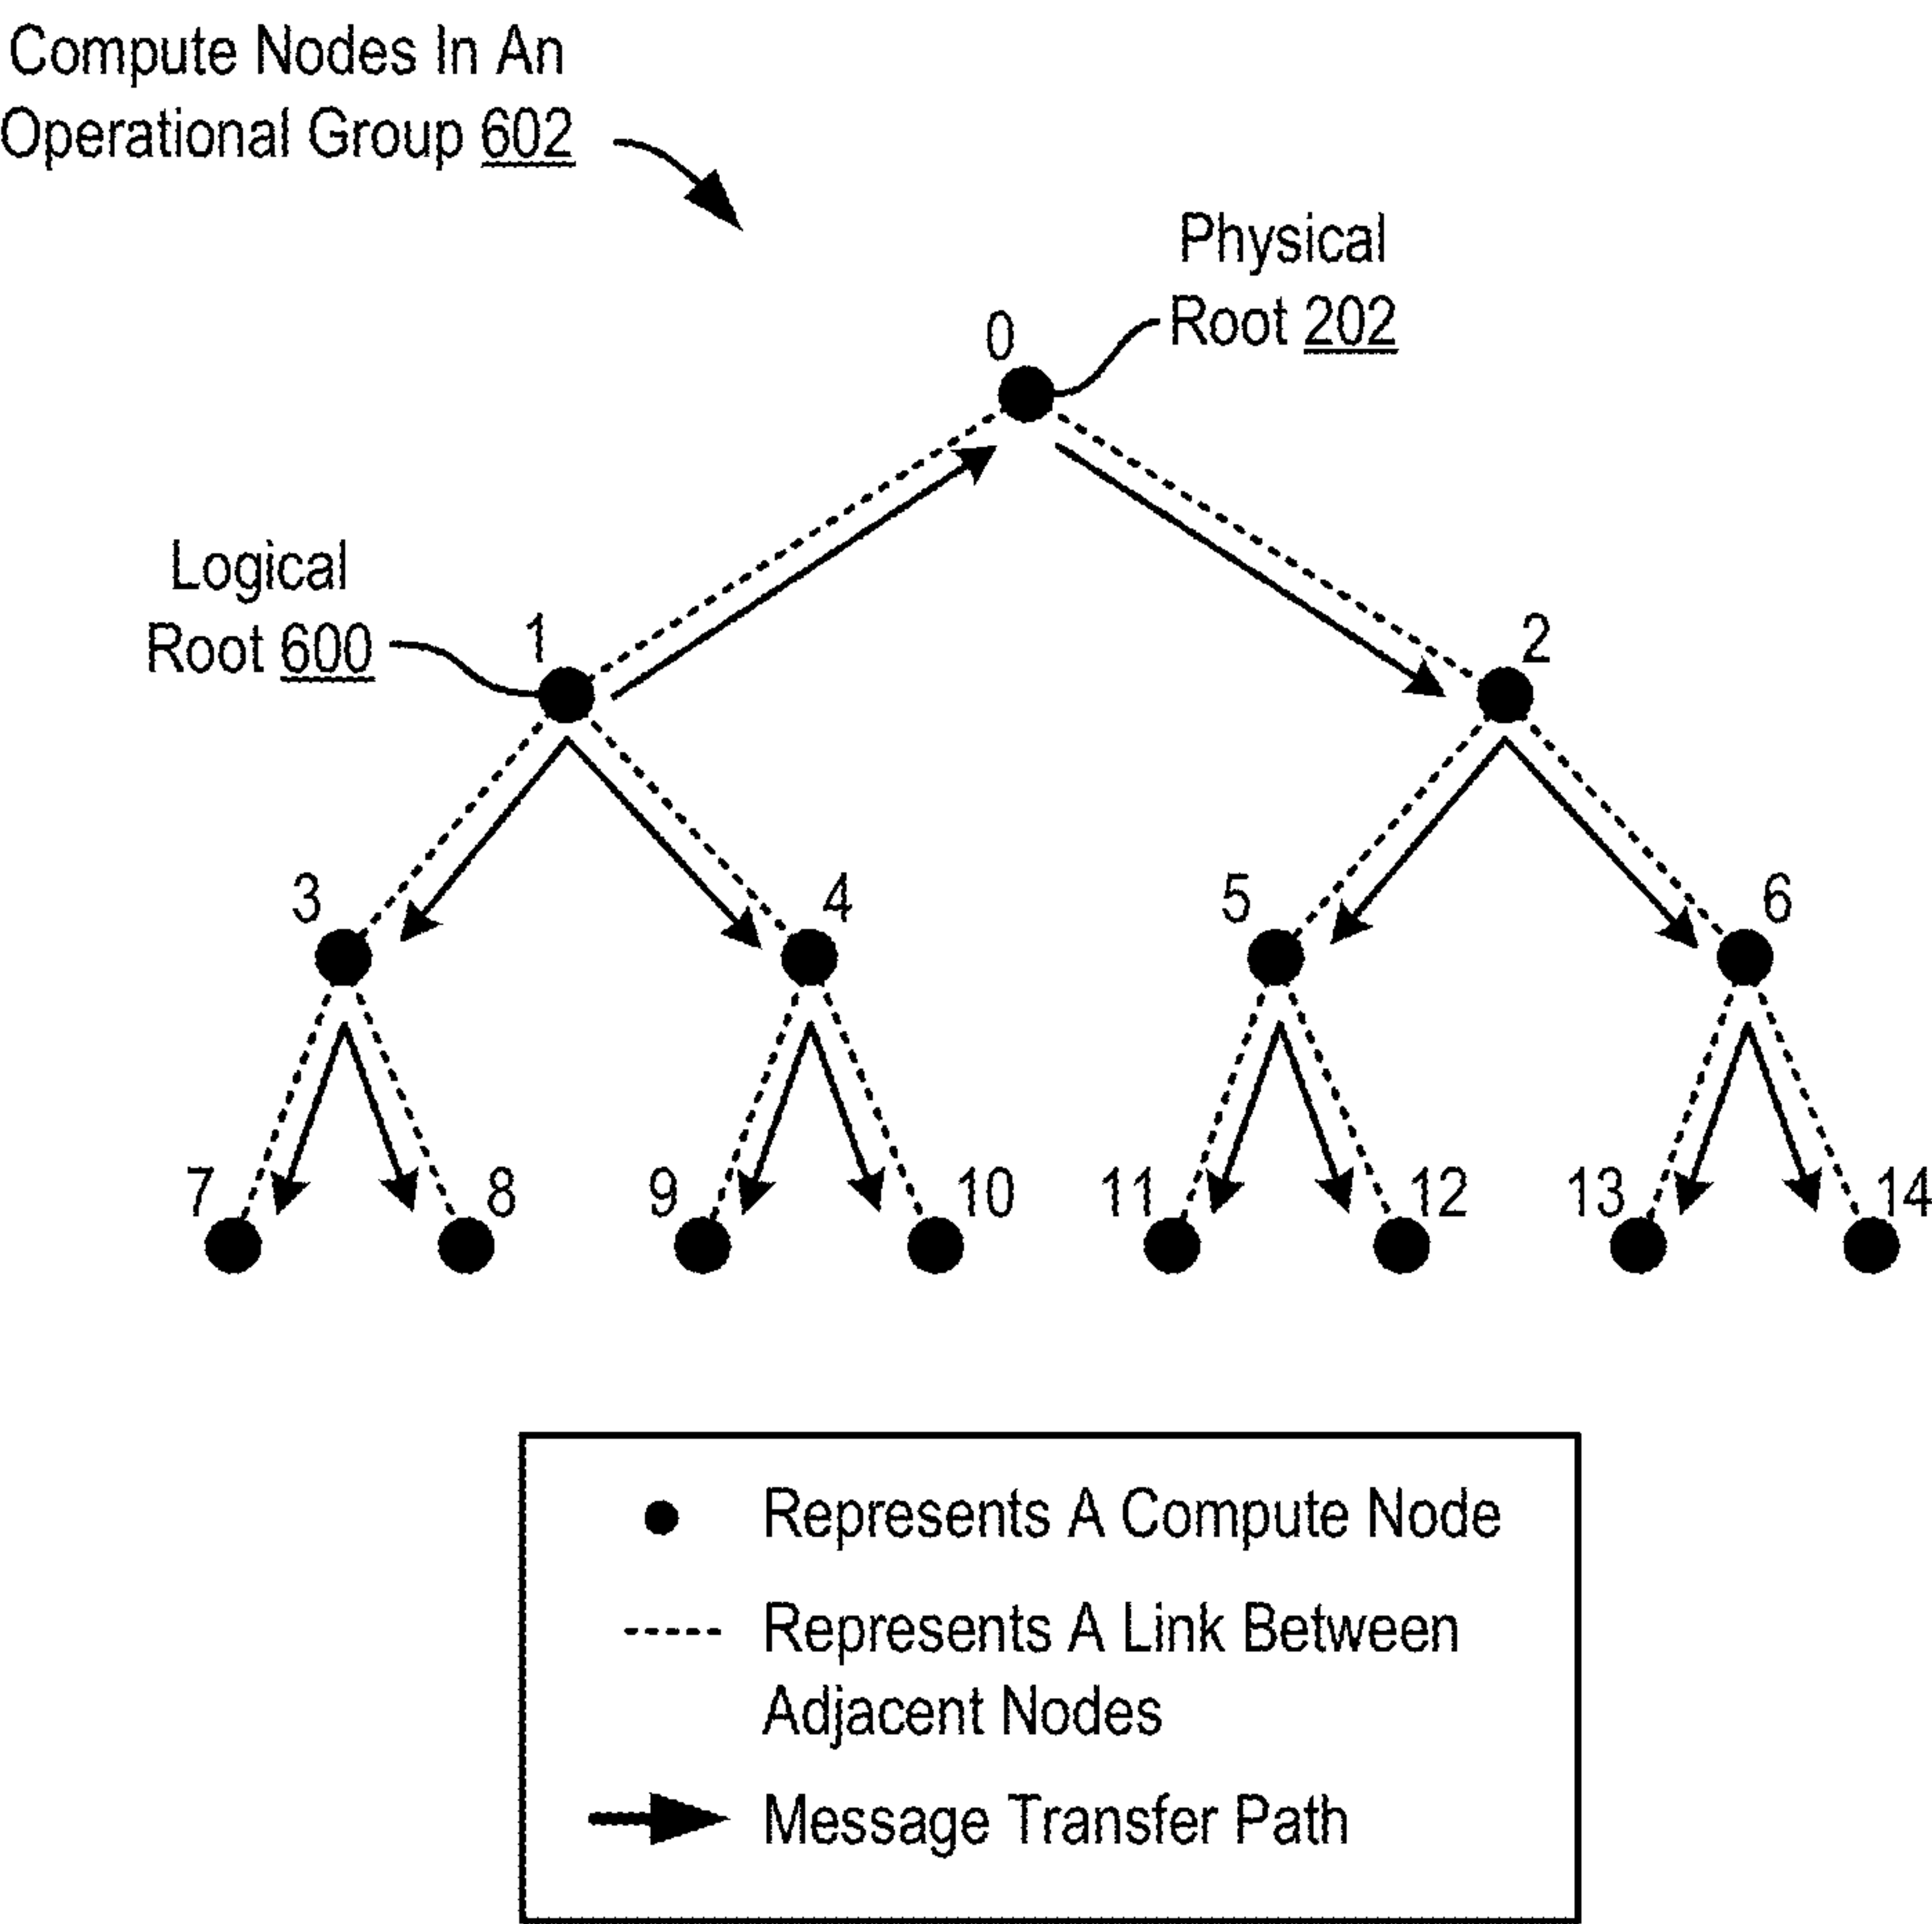 Compute Nodes In An
Operational Group 602
Physical
Root 202
0
Logical
Root 600
1
2
3
4
5
6
7
8
9
10
11
12
13
14
Represents A Compute Node
Represents A Link Between
Adjacent Nodes
Message Transfer Path